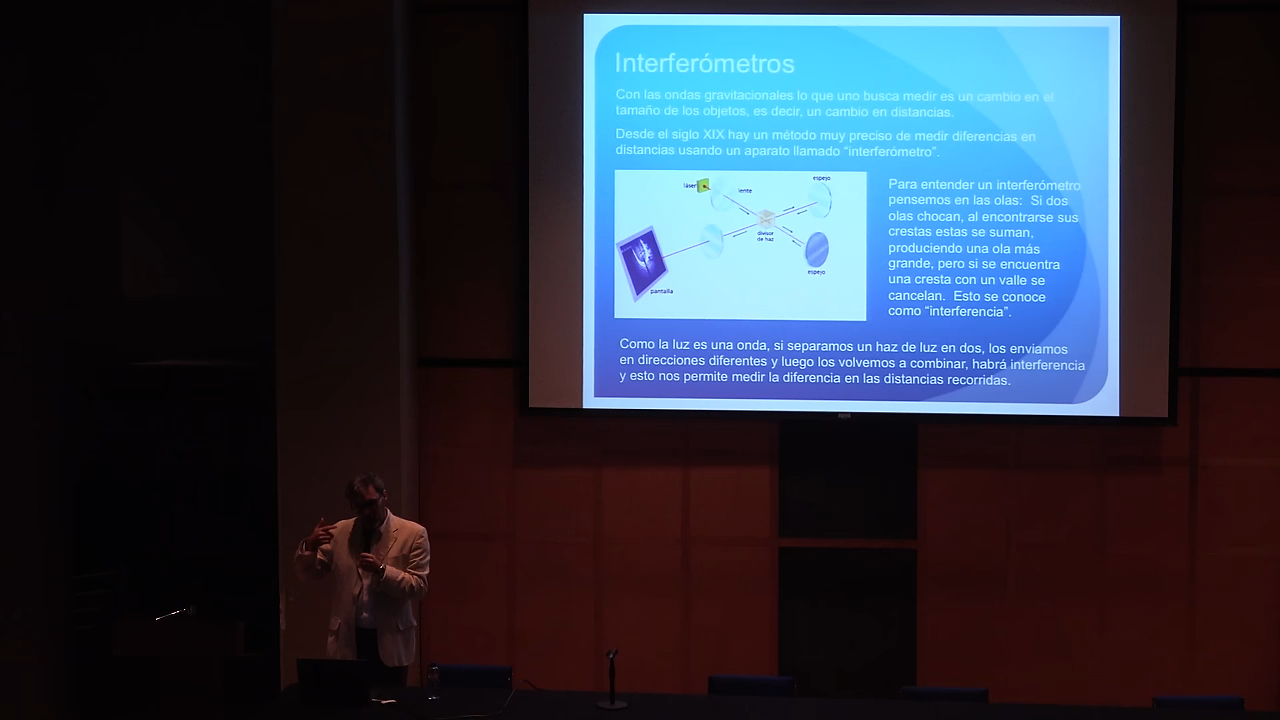 Interferómetros
Con las ondas gravitacionales lo que uno busca medir es un cambio en el
tamaño de los objetos, es decir, un cambio en distancias.
Desde el siglo XIX hay un método muy preciso de medir diferencias en
distancias usando un aparato llamado “interferómetro”.
láser
lente
espejo
divisor
de haz
espejo
pantalla
Para entender un interferómetro
pensemos en las olas: Si dos
olas chocan, al encontrarse sus
crestas estas se suman,
produciendo una ola más
grande, pero si se encuentra
una cresta con un valle se
cancelan. Esto se conoce
como “interferencia”.
Como la luz es una onda, si separamos un haz de luz en dos, los enviamos
en direcciones diferentes y luego los volvemos a combinar, habrá interferencia
y esto nos permite medir la diferencia en las distancias recorridas.